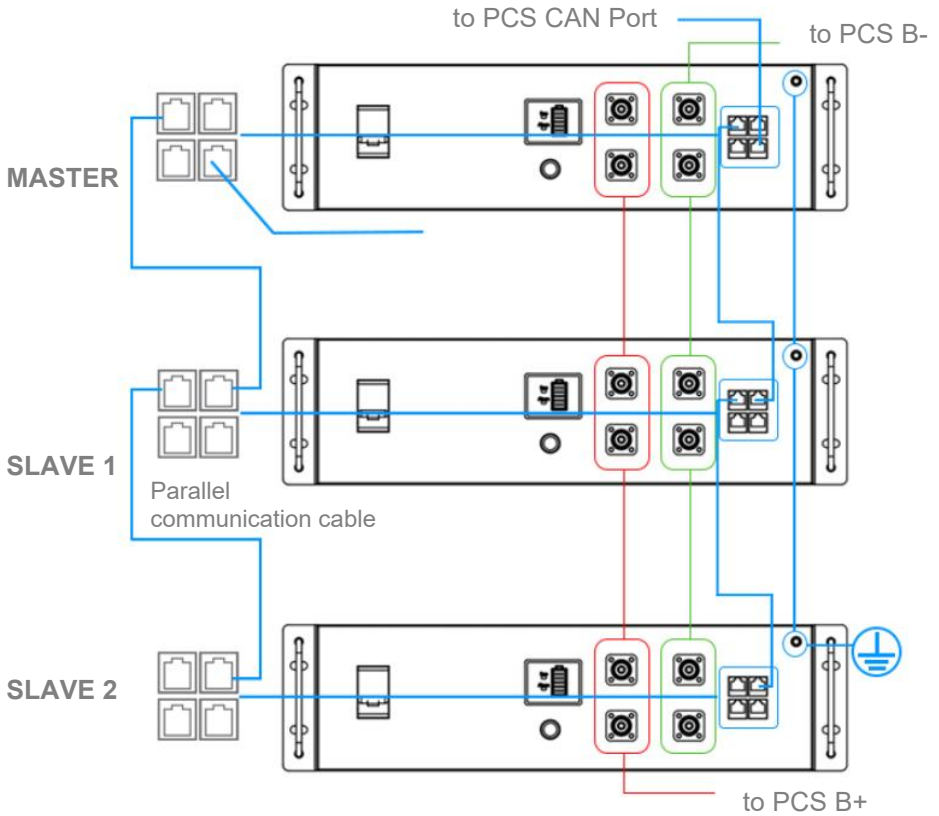 to PCS CAN Port
to PCS B-
MASTER
SLAVE 1
Parallel
communication cable
SLAVE 2
to PCS B+